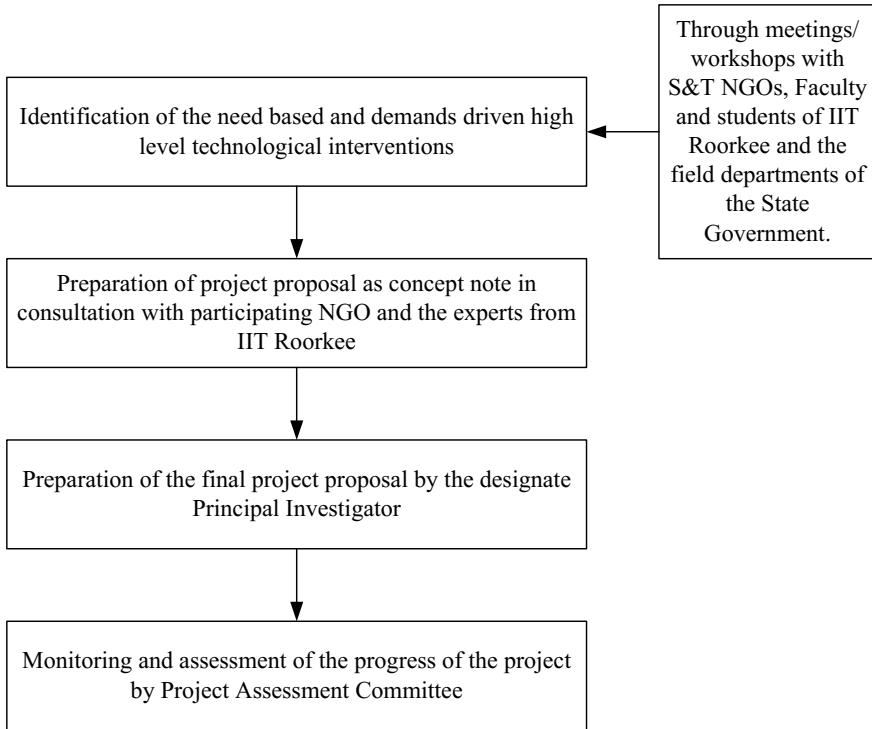 Through meetings/
workshops with
S&T NGOs, Faculty
and students of IIT
Roorkee and the
field departments of
the State
Government.
Identification of the need based and demands driven high
level technological interventions
Preparation of project proposal as concept note in
consultation with participating NGO and the experts from
IIT Roorkee
Preparation of the final project proposal by the designate
Principal Investigator
Monitoring and assessment of the progress of the project
by Project Assessment Committee